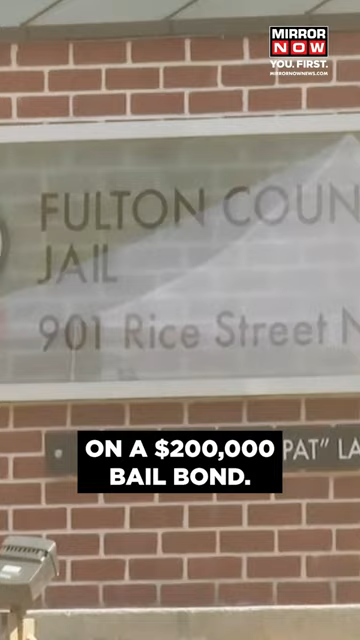 MIRROR
NOW
YOU. FIRST.
MIRRORNOWNEWS.COM
FULTON COUN
JAIL
901 Rice Street N
ON A $200,000
BAIL BOND.
PAT" LA